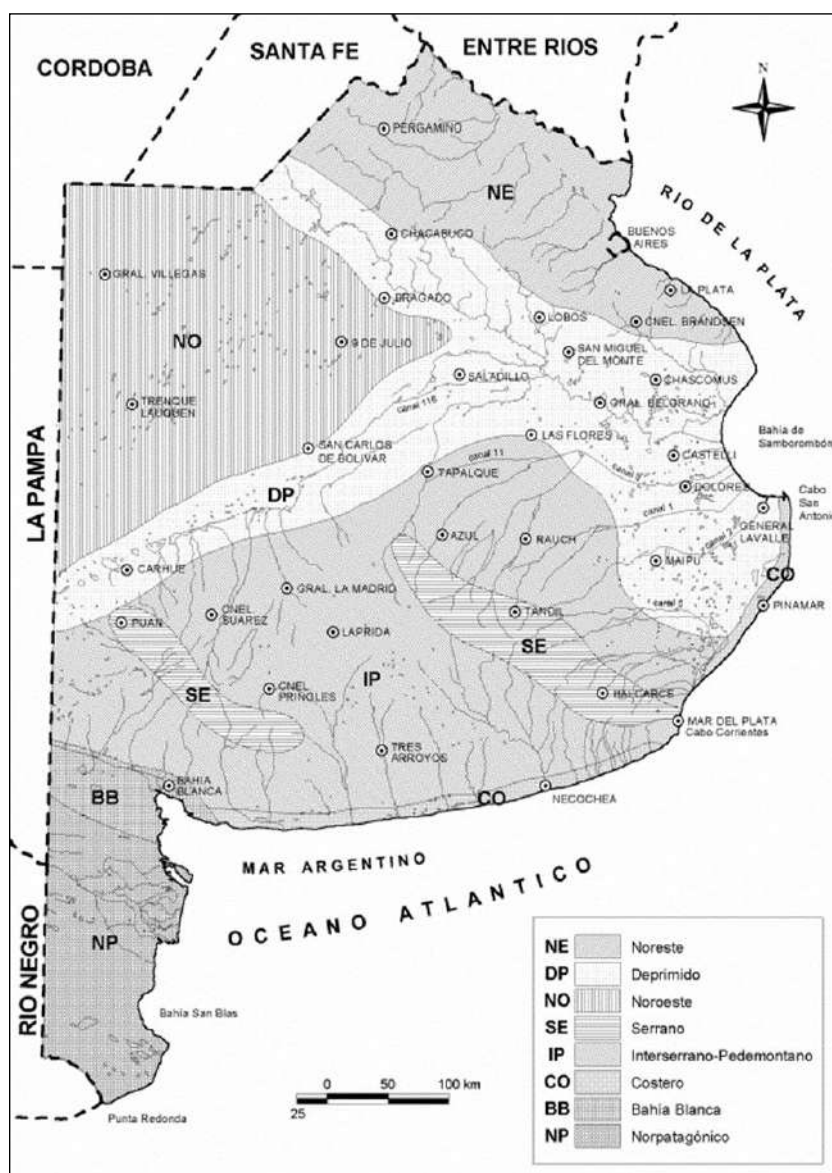 SANTA FE
ENTRE RIOS
CORDOBA
N
PERGAMINO
NE
RIO DE LA PLATA
CHACABUCO
BUENOS
AIRES
GRAL. VILLEGAS
LA PLATA
BRAGADO
LOBOS
CNEL. BRANDSEN
NO
9 DE JULIO
SAN MIGUEL
DEL MONTE
SALADILLO
CHASCOMUS
TRENQUE
LAUQUEN
canal 116
GRAL. BELGRANO
Bahía de
Samborombón
LAS FLORES
SAN CARLOS
DE BOLIVAR
canal 11
CASTELLI
LA PAMPA
TAPALQUE
canal 9
DOLORES
DP
Cabo
San
Antonio
canal 1
GENERAL
LAVALLE
AZUL
RAUCH
canal 2
MAIPU
CARHUE
CO
GRAL. LA MADRID
PINAMAR
CNEL
SUAREZ
TANDIL
canal 5
PUAN
LAPRIDA
SE
IP
SE
CNEL
PRINGLES
BALCARCE
MAR DEL PLATA
Cabo Corrientes
TRES
ARROYOS
BAHIA
BLANCA
BB
CO
NECOCHEA
MAR ARGENTINO
OCEANO ATLANTICO
NP
RIO NEGRO
Bahía San Blas
Punta Redonda
0 50 100 km
25
NE Noreste
DP Deprimido
NO Noroeste
SE Serrano
IP Interserrano-Pedemontano
CO Costero
BB Bahía Blanca
NP Norpatagónico